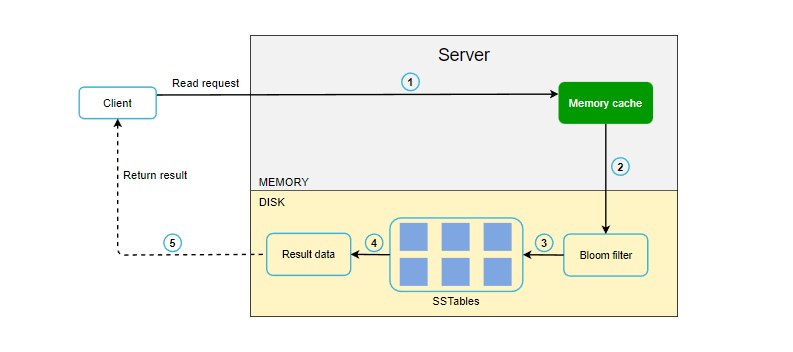 Server
Read request
1
Client
Memory cache
2
Return result
MEMORY
DISK
5
Result data
4
3
Bloom filter
SSTables